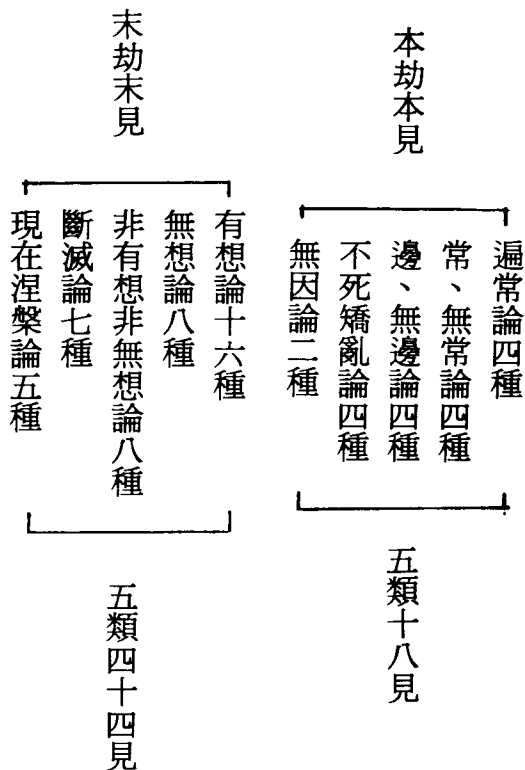 本劫本見
遍常論四種
常、無常論四種
邊、無邊論四種
不死矯亂論四種
無因論二種
五類十八見
末劫末見
有想論十六種
無想論八種
非有想非無想論八種
斷滅論七種
現在涅槃論五種
五類四十四見